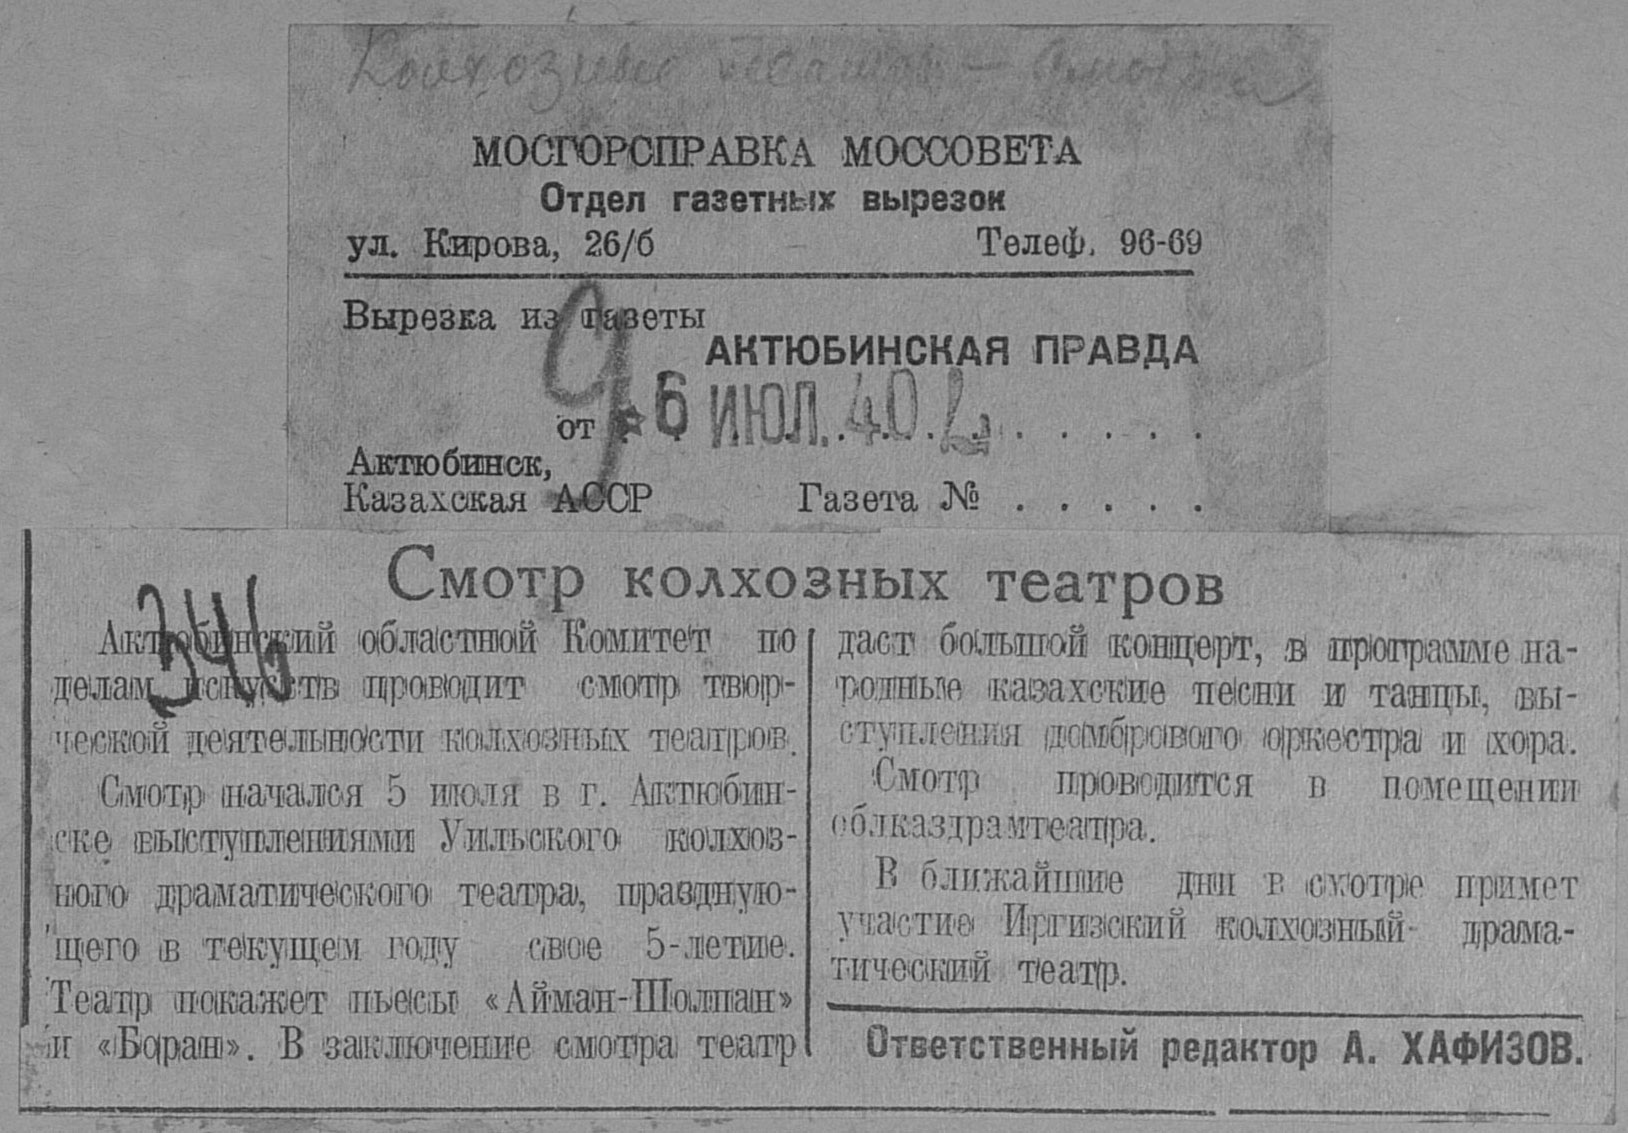 Колхозные театры –
МОСГОРСПРАВКА МОССОВЕТА
Отдел газетных вырезок
ул. Кирова, 26/б Телеф. 96-69
Вырезка из газеты
АКТЮБИНСКАЯ ПРАВДА
9
от 6 ИЮЛ. 40 . . . . . . .
Актюбинск,
Казахская АССР Газета № . . . . .
Смотр колхозных театров
346
Актюбинский областной Комитет по
делам искусств проводит смотр твор-
ческой деятельности колхозных театров.
Смотр начался 5 июля в г. Актюбин-
ске выступлениями Уильского колхоз-
ного драматического театра, праздную-
щего в текущем году свое 5-летие.
Театр покажет пьесы «Айман-Шолпан»
и «Боран». В заключение смотра театр
даст большой концерт, в программе на-
родные казахские песни и танцы, вы-
ступления домбрового оркестра и хора.
Смотр проводится в помещении
облказдрамтеатра.
В ближайшие дни в смотре примет
участие Иргизский колхозный драма-
тический театр.
Ответственный редактор А. ХАФИЗОВ.